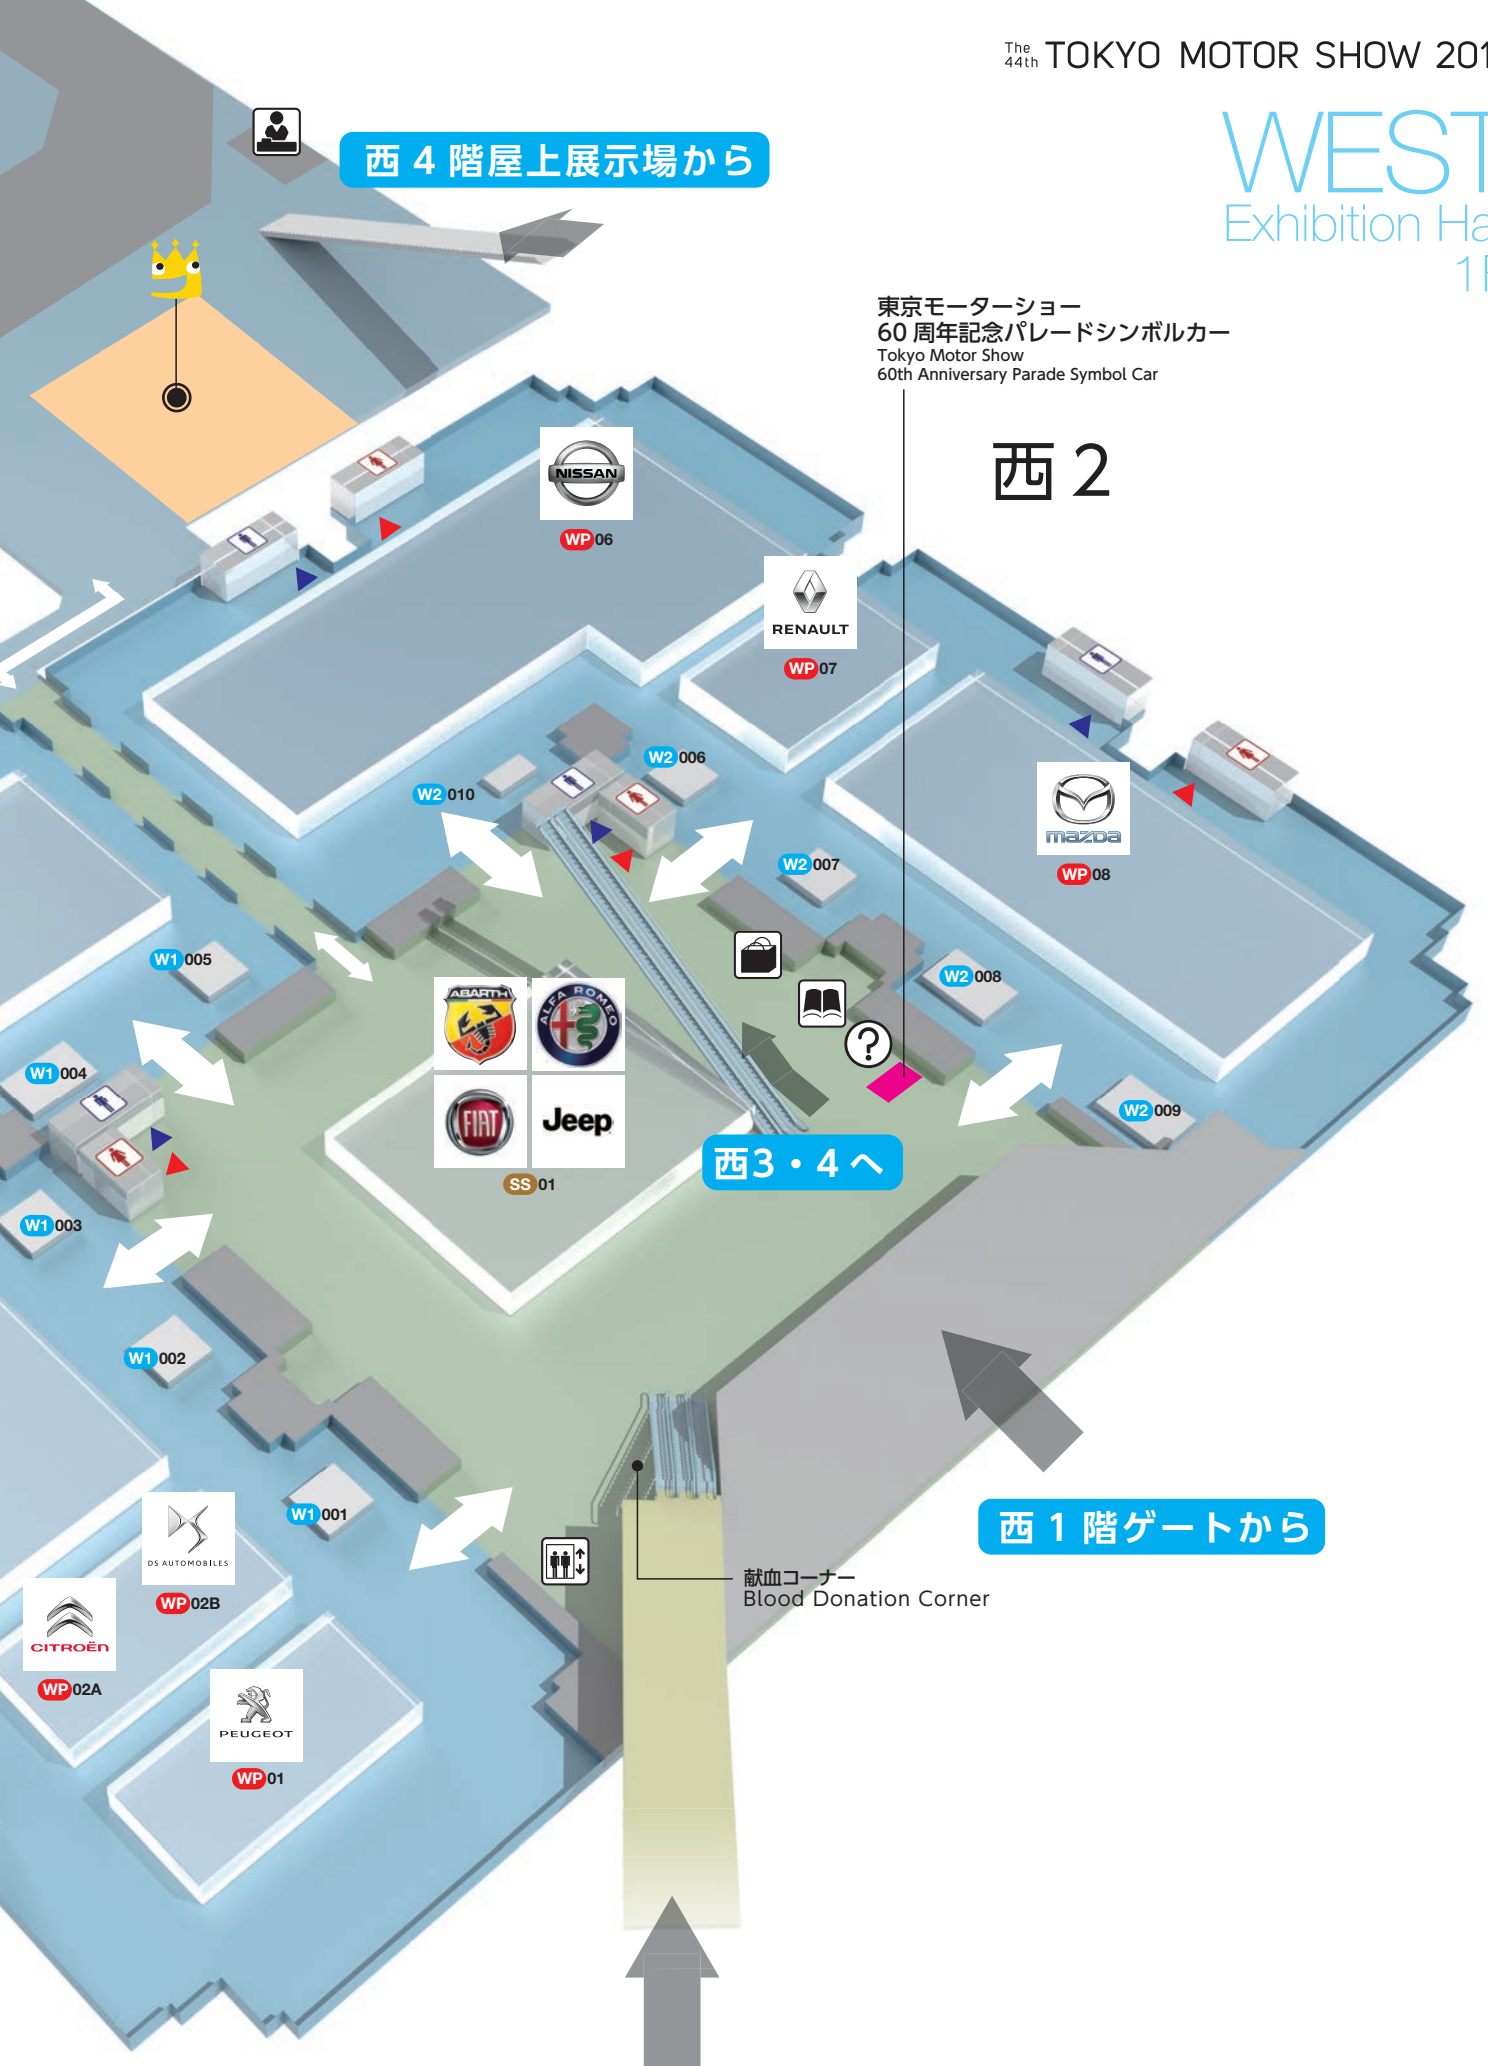 The 44th TOKYO MOTOR SHOW 201
WEST
Exhibition Ha
1F
西 4 階屋上展示場から
東京モーターショー
60 周年記念パレードシンボルカー
Tokyo Motor Show
60th Anniversary Parade Symbol Car
西 2
NISSAN
WP 06
RENAULT
WP 07
W2 006
W2 010
mazda
WP 08
W2 007
W1 005
W2 008
ABARTH
ALFA ROMEO
?
W1 004
FIAT
Jeep
W2 009
西3・4 へ
SS 01
W1 003
W1 002
W1 001
西 1 階ゲートから
DS AUTOMOBILES
WP 02B
献血コーナー
Blood Donation Corner
CITROËN
WP 02A
PEUGEOT
WP 01